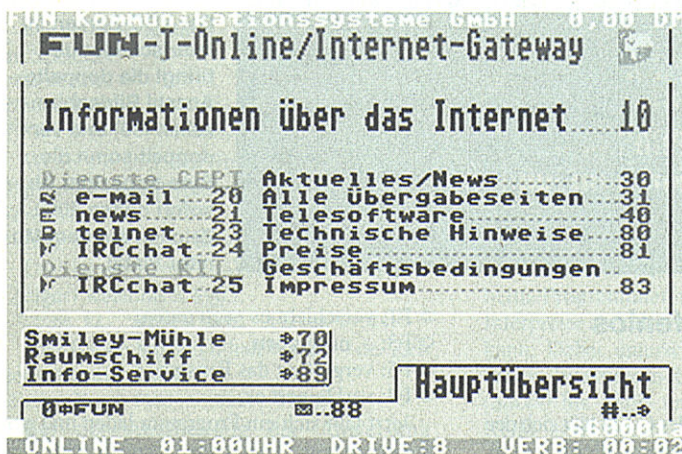 FUN Kommunikationssysteme GmbH 0,00 DM
FUN-T-Online/Internet-Gateway
Informationen über das Internet.....10
Dienste CEPT
e-mail....20
news......21
telnet..23
IRCchat.24
Dienste KIT
IRCchat.25
Aktuelles/News..........30
Alle Übergabeseiten...31
Telesoftware............40
Technische Hinweise..80
Preise...................81
Geschäftsbedingungen..
Impressum...............83
Smiley-Mühle 70
Raumschiff 72
Info-Service 89
Hauptübersicht
0 FUN ..88 #..
660001a
ONLINE 01:00UHR DRIVE:8 VERB: 00:02